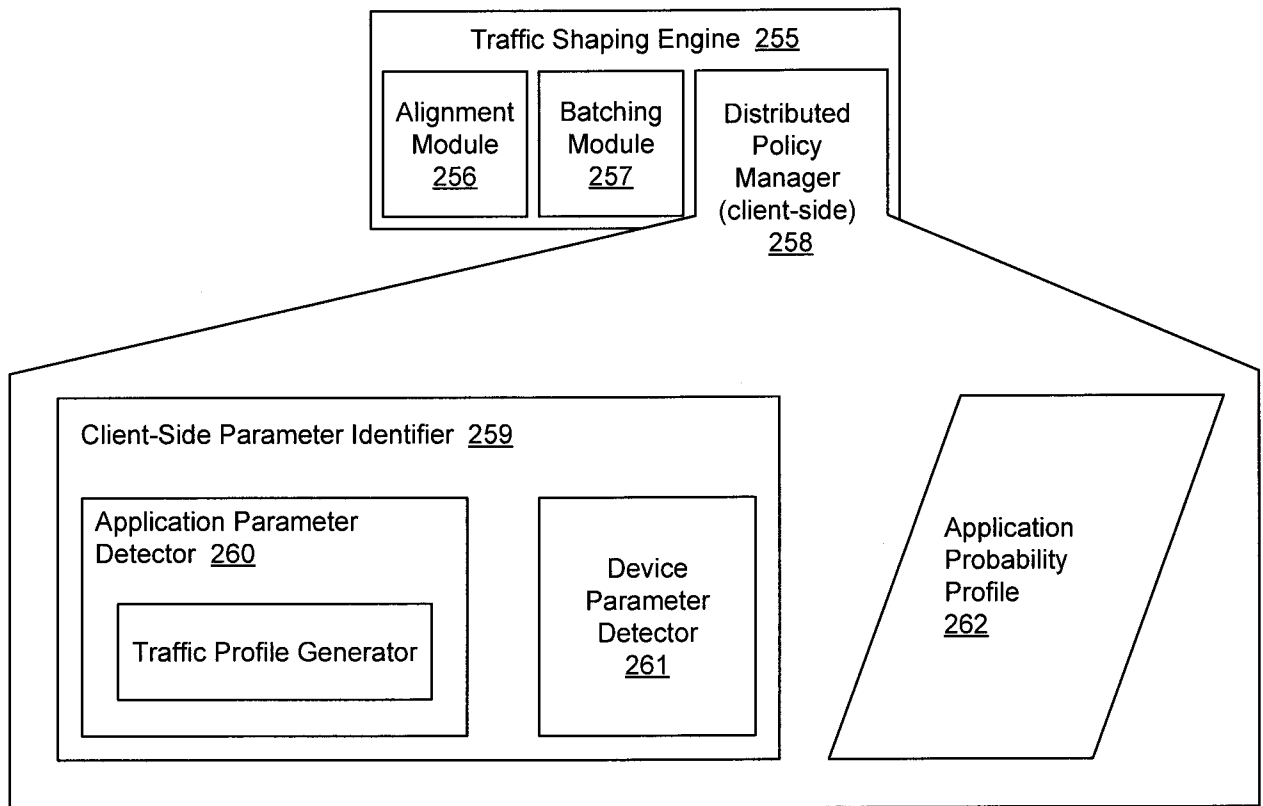 Traffic Shaping Engine 255
Alignment
Module
256
Batching
Module
257
Distributed
Policy
Manager
(client-side)
258
Client-Side Parameter Identifier 259
Application Parameter
Detector 260
Traffic Profile Generator
Device
Parameter
Detector
261
Application
Probability
Profile
262